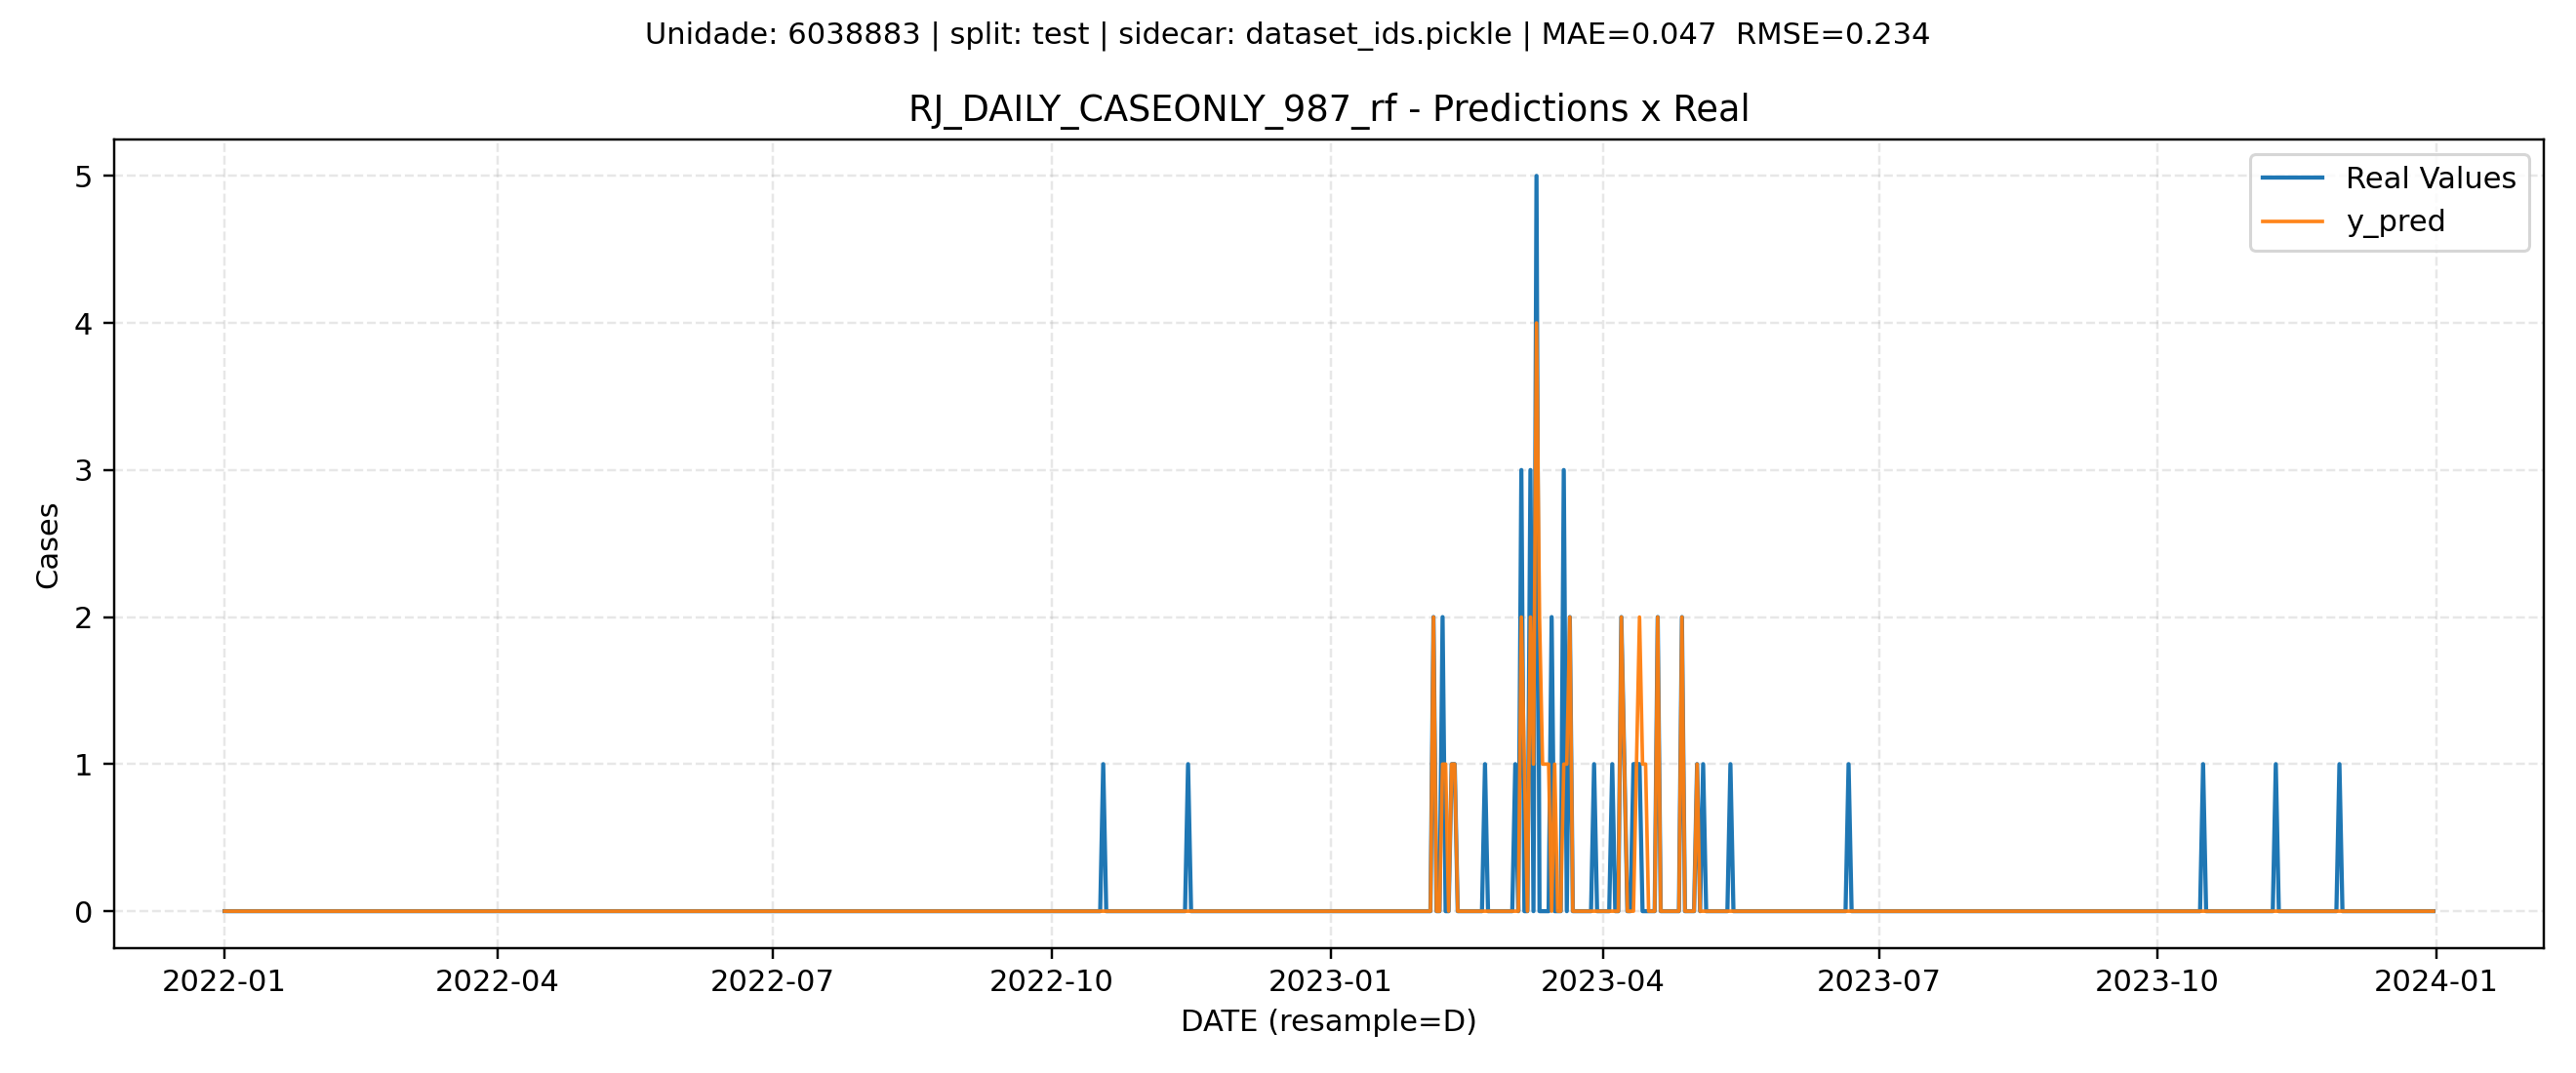 Unidade: 6038883 | split: test | sidecar: dataset_ids.pickle | MAE=0.047  RMSE=0.234
RJ_DAILY_CASEONLY_987_rf - Predictions x Real
Real Values
y_pred
5
4
3
2
1
0
Cases
2022-01
2022-04
2022-07
2022-10
2023-01
2023-04
2023-07
2023-10
2024-01
DATE (resample=D)